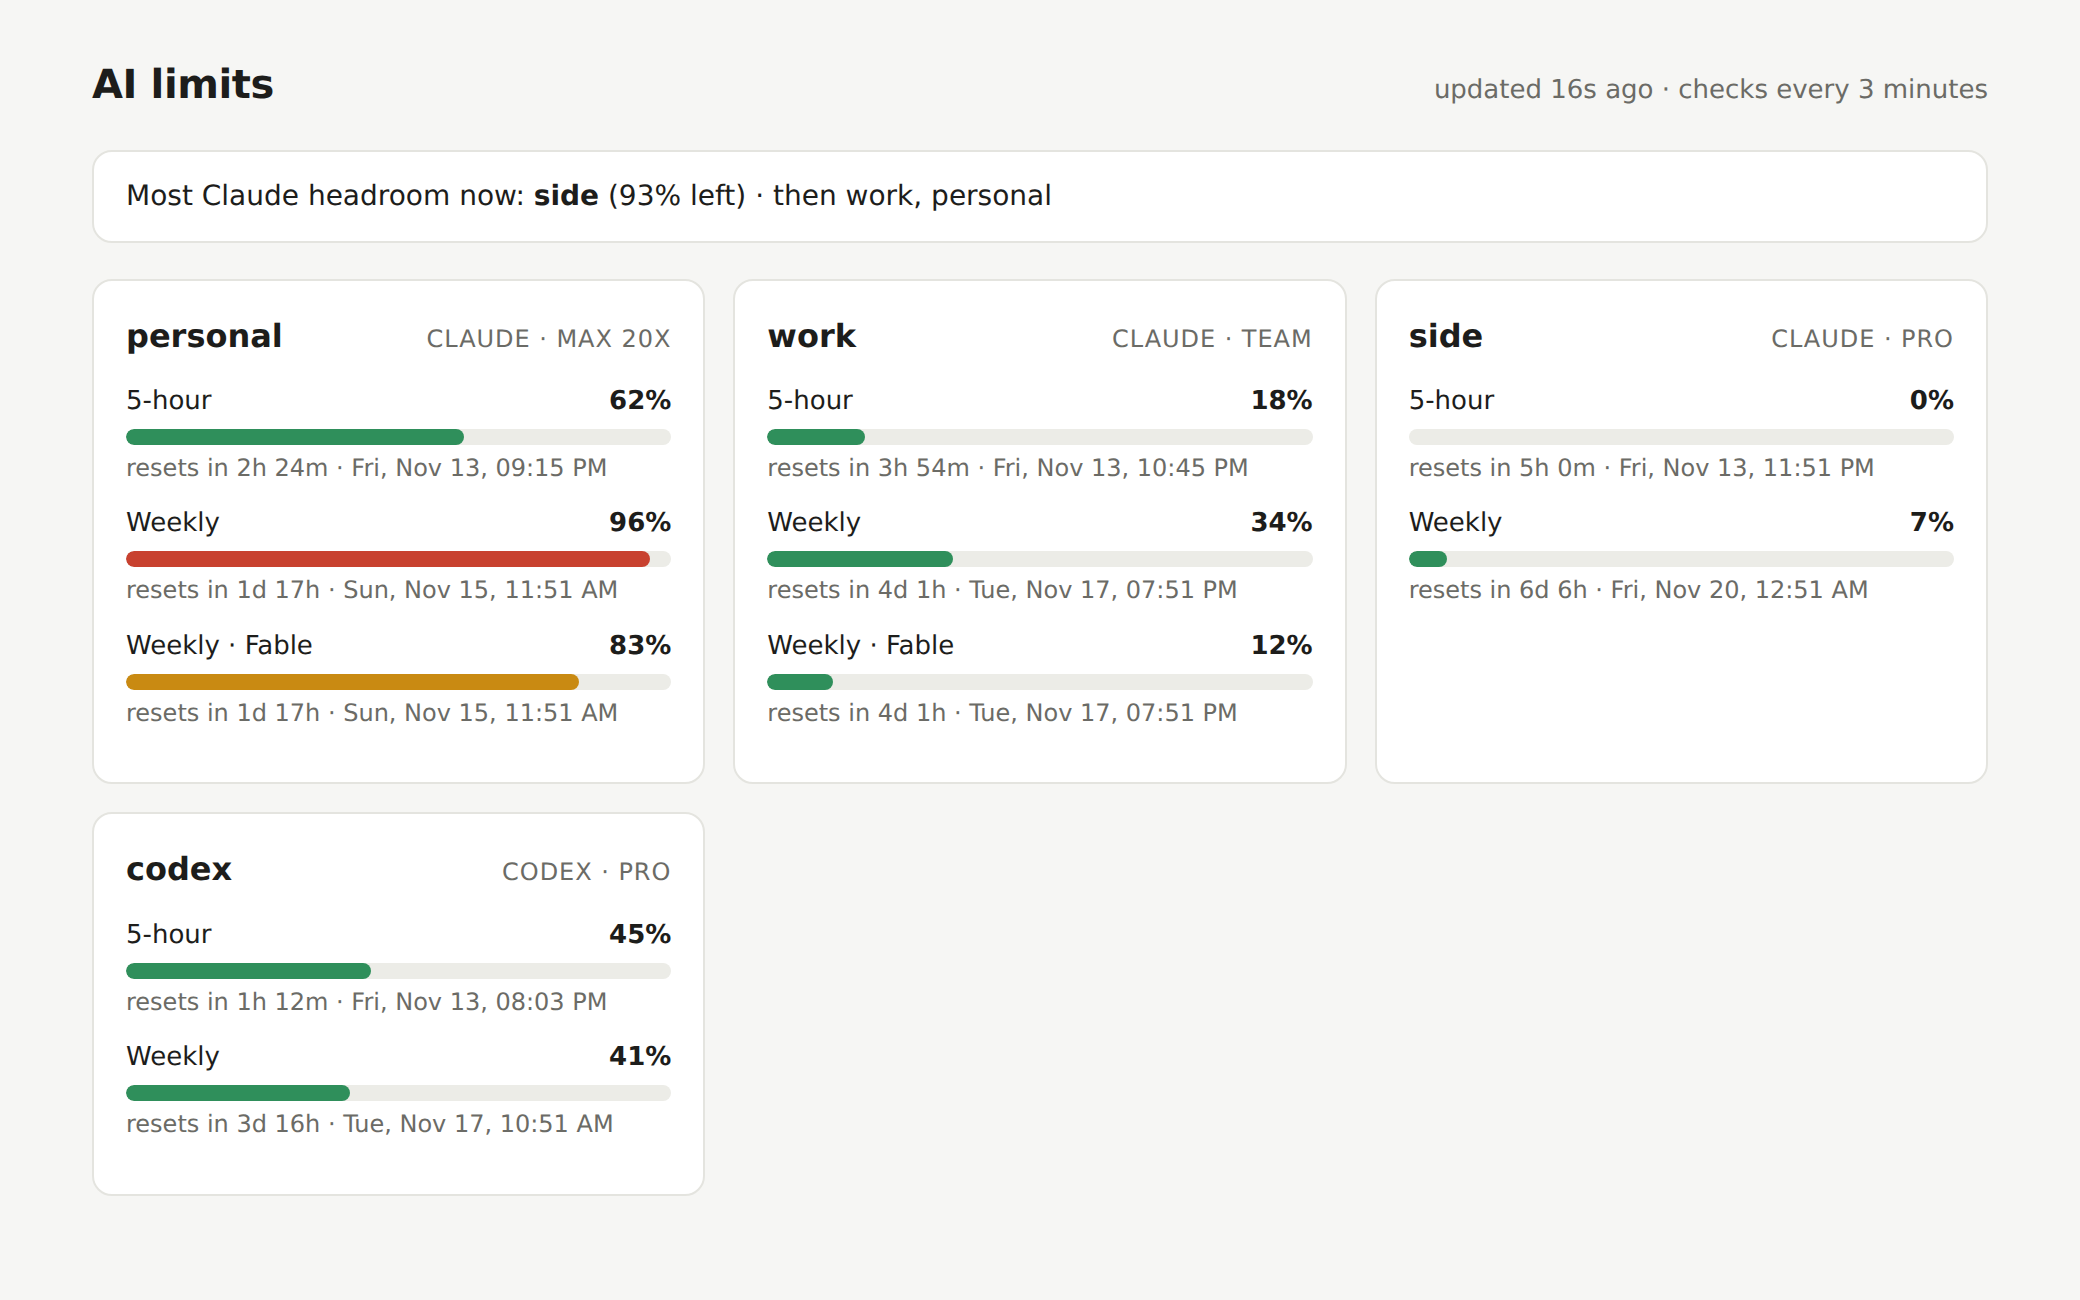 AI limits
updated 16s ago · checks every 3 minutes
Most Claude headroom now: side (93% left) · then work, personal
personal
CLAUDE · MAX 20X
5-hour
62%
resets in 2h 24m · Fri, Nov 13, 09:15 PM
Weekly
96%
resets in 1d 17h · Sun, Nov 15, 11:51 AM
Weekly · Fable
83%
resets in 1d 17h · Sun, Nov 15, 11:51 AM
work
CLAUDE · TEAM
5-hour
18%
resets in 3h 54m · Fri, Nov 13, 10:45 PM
Weekly
34%
resets in 4d 1h · Tue, Nov 17, 07:51 PM
Weekly · Fable
12%
resets in 4d 1h · Tue, Nov 17, 07:51 PM
side
CLAUDE · PRO
5-hour
0%
resets in 5h 0m · Fri, Nov 13, 11:51 PM
Weekly
7%
resets in 6d 6h · Fri, Nov 20, 12:51 AM
codex
CODEX · PRO
5-hour
45%
resets in 1h 12m · Fri, Nov 13, 08:03 PM
Weekly
41%
resets in 3d 16h · Tue, Nov 17, 10:51 AM